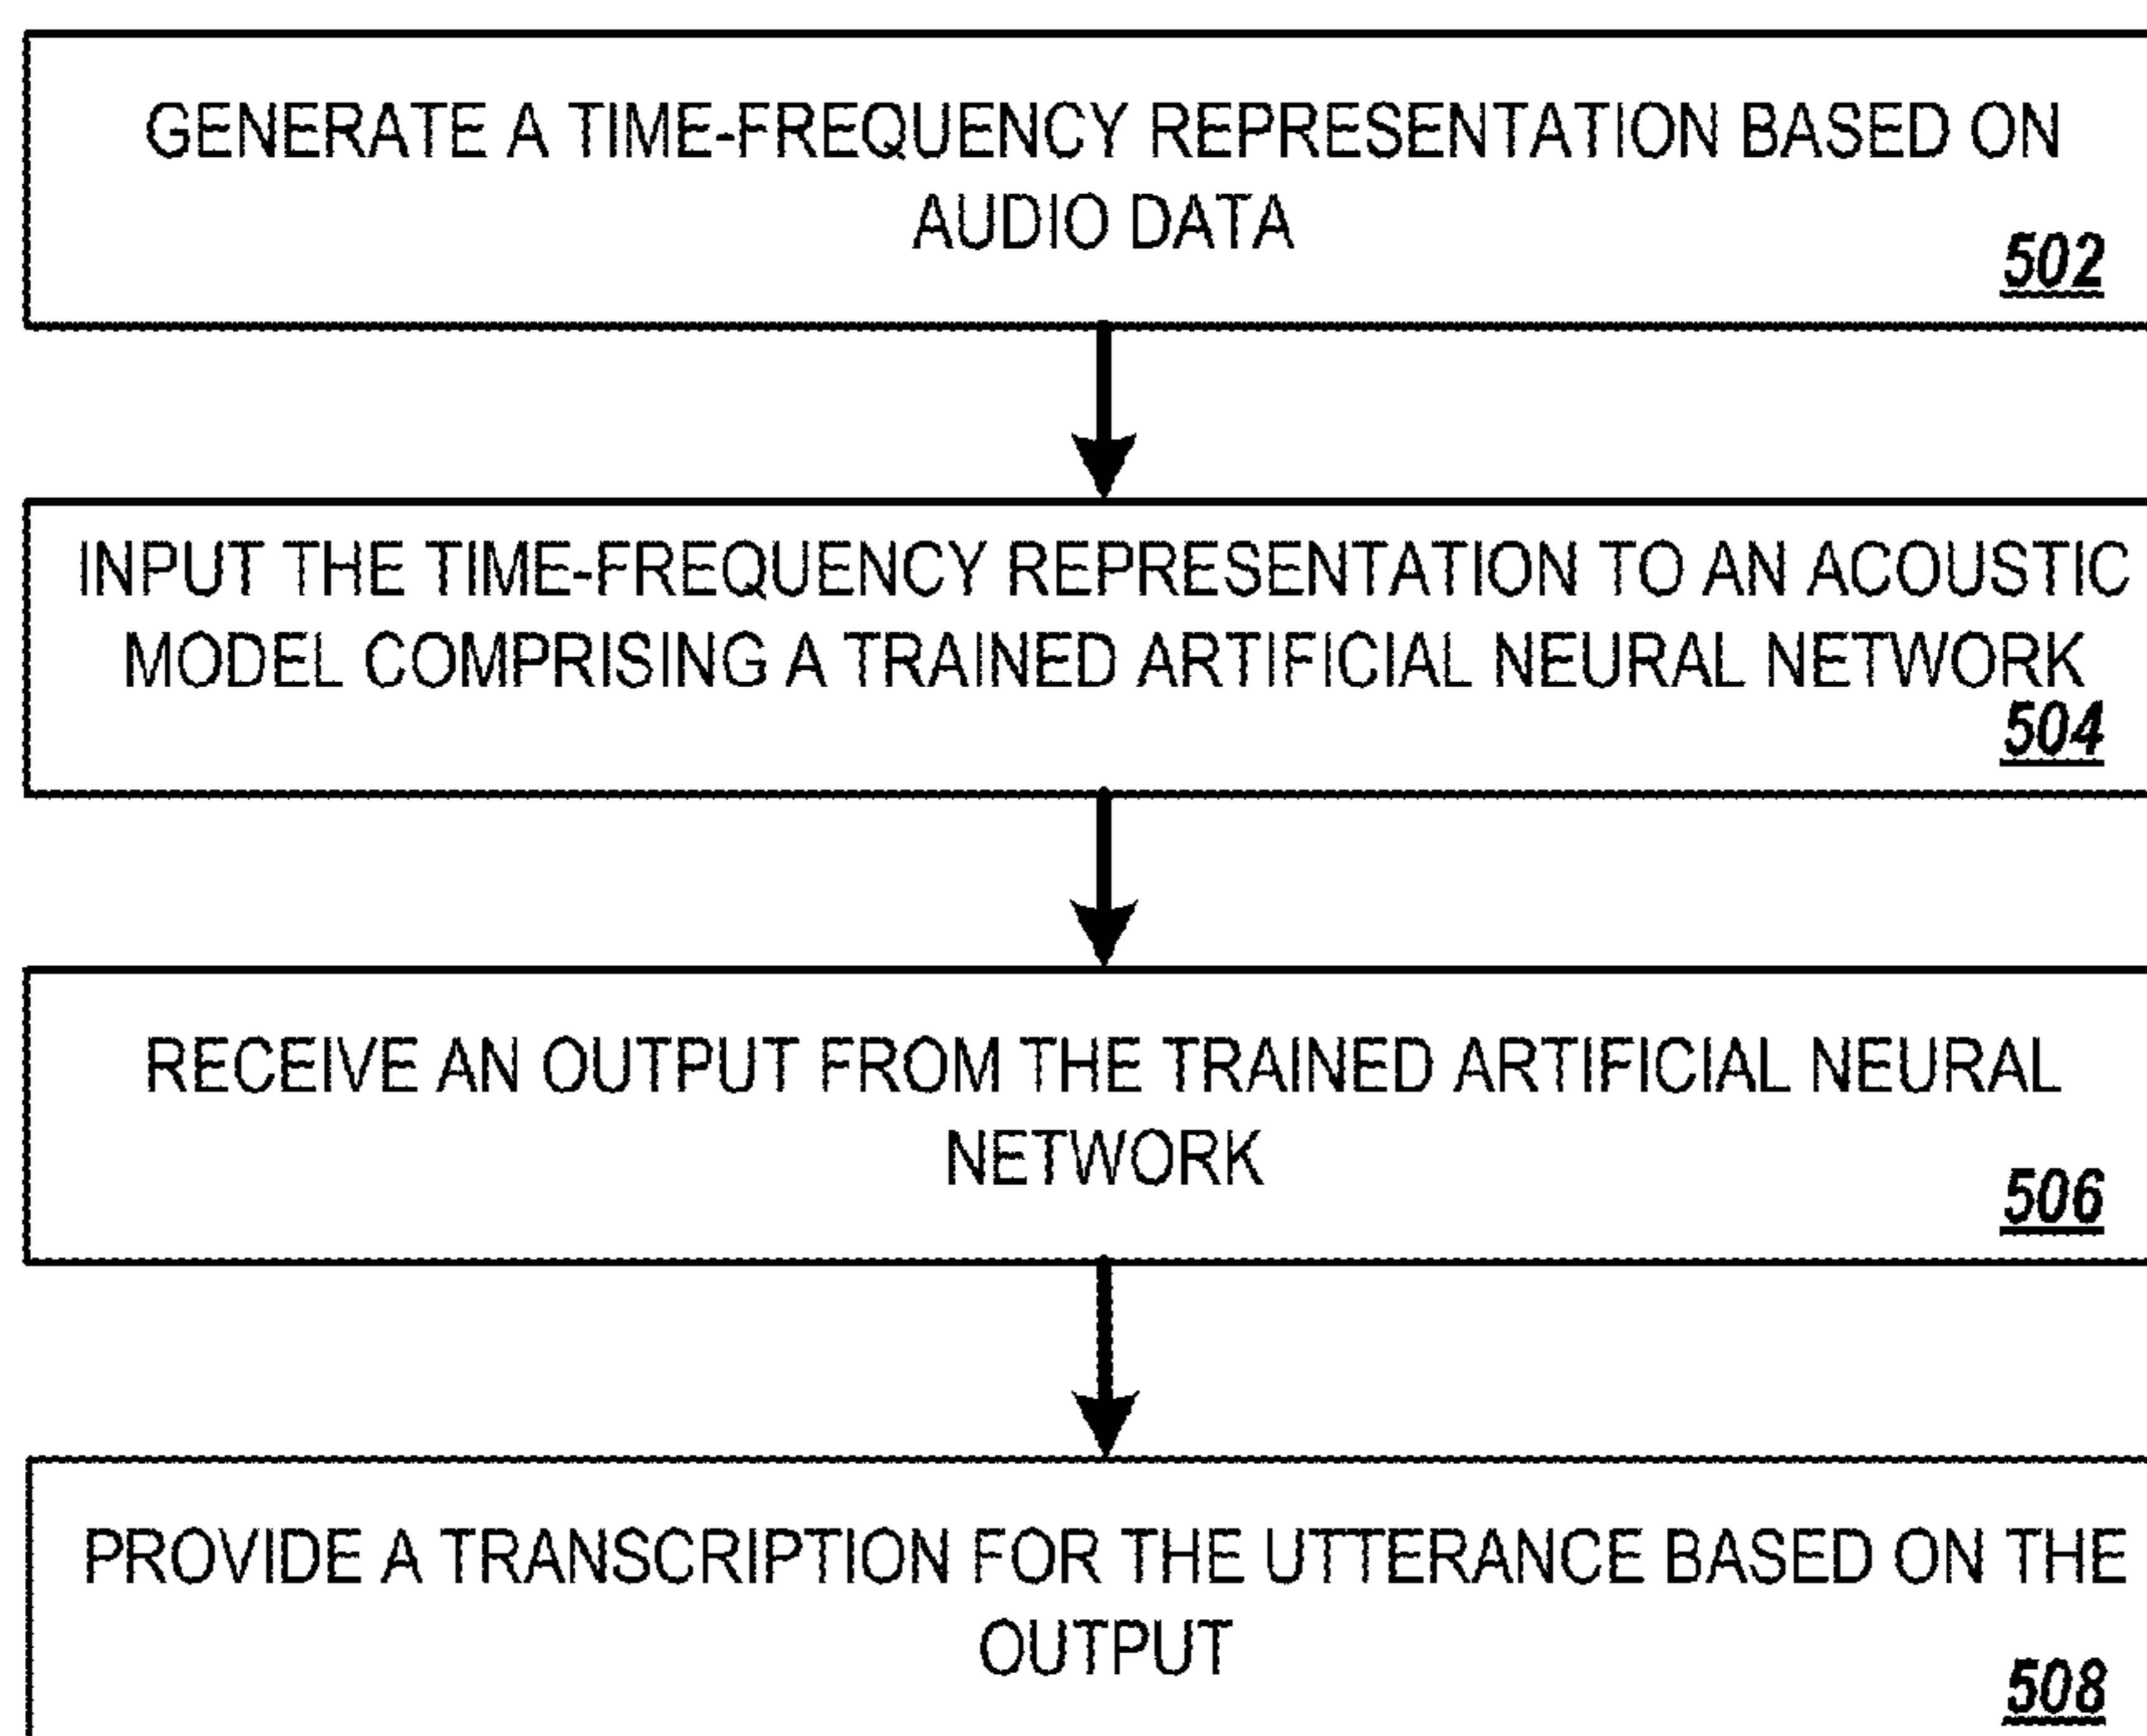 GENERATE A TIME-FREQUENCY REPRESENTATION BASED ON
AUDIO DATA
502
INPUT THE TIME-FREQUENCY REPRESENTATION TO AN ACOUSTIC
MODEL COMPRISING A TRAINED ARTIFICIAL NEURAL NETWORK
504
RECEIVE AN OUTPUT FROM THE TRAINED ARTIFICIAL NEURAL
NETWORK
506
PROVIDE A TRANSCRIPTION FOR THE UTTERANCE BASED ON THE
OUTPUT
508